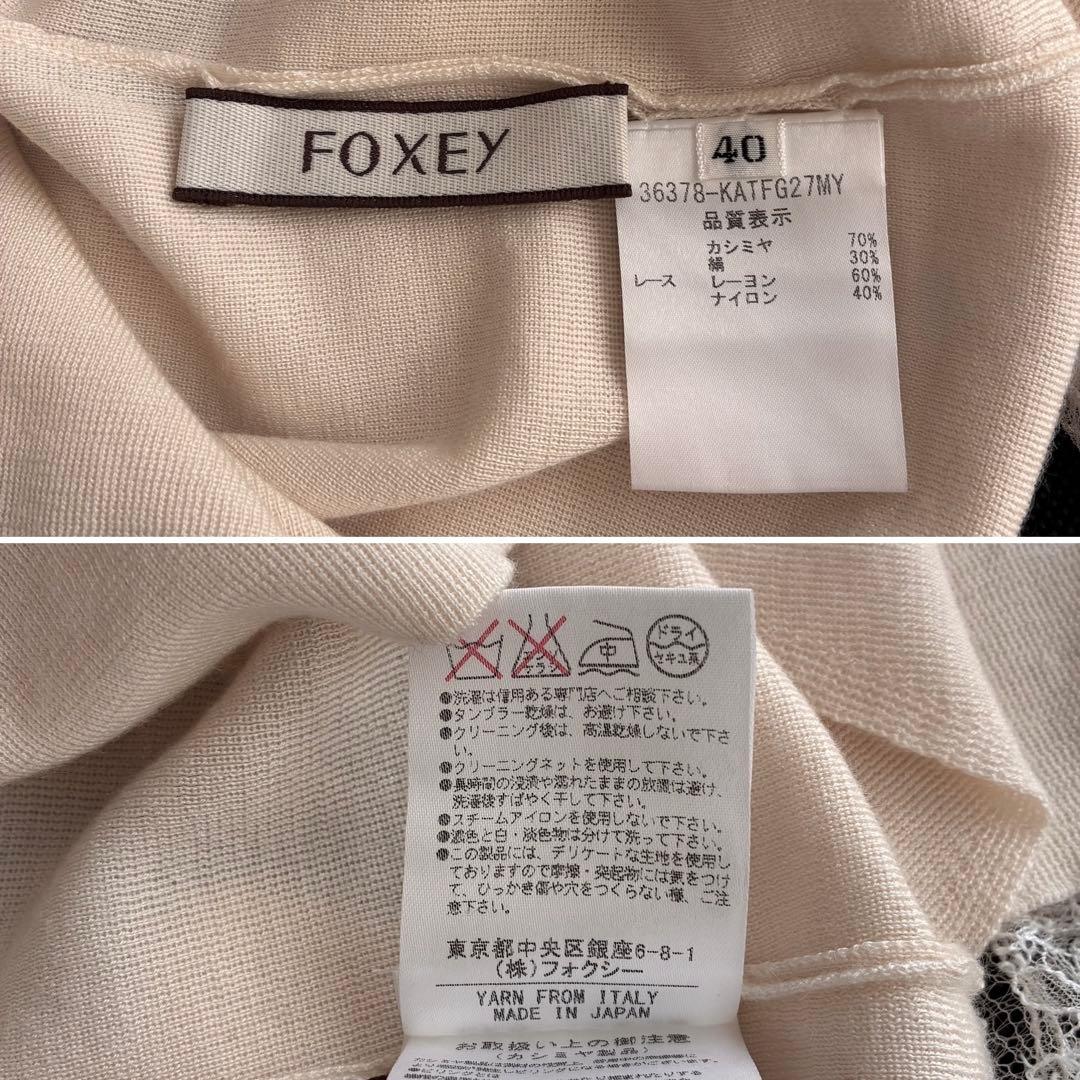 FOXEY
40
36378-KATFG27MY
品質表示
カシミヤ 70%
絹 30%
レース レーヨン 60%
ナイロン 40%
中
ドライ
セキユ系
●洗濯は信用ある専門店へご相談下さい。
●タンブラー乾燥は、お避け下さい。
●クリーニング後は、高温乾燥しないで下さ
い。
●クリーニングネットを使用して下さい。
●長時間の浸漬や濡れたままの放置は避け、
洗濯後すばやく干して下さい。
●スチームアイロンを使用しないで下さい。
●濃色と白・淡色物は分けて洗って下さい。
●この製品には、デリケートな生地を使用し
ておりますので摩擦・突起物には気をつけ
て、ひっかき傷や穴をつくらない様、ご注
意下さい。
東京都中央区銀座6-8-1
(株)フォクシー
YARN FROM ITALY
MADE IN JAPAN
お取扱い上の御注意
(カシミヤ製品)